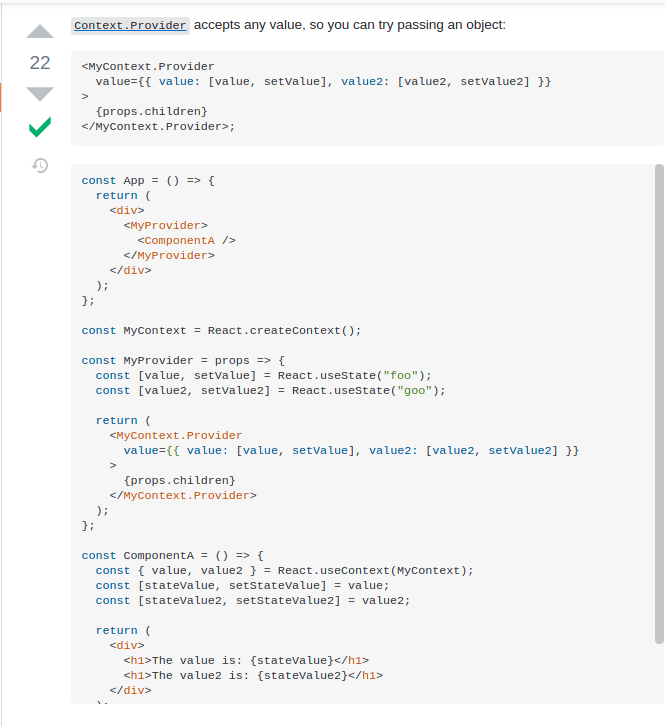 Context.Provider accepts any value, so you can try passing an object:
22
<MyContext.Provider
  value={{ value: [value, setValue], value2: [value2, setValue2] }}
>
  {props.children}
</MyContext.Provider>;
const App = () => {
  return (
    <div>
      <MyProvider>
        <ComponentA />
      </MyProvider>
    </div>
  );
};

const MyContext = React.createContext();

const MyProvider = props => {
  const [value, setValue] = React.useState("foo");
  const [value2, setValue2] = React.useState("goo");

  return (
    <MyContext.Provider
      value={{ value: [value, setValue], value2: [value2, setValue2] }}
    >
      {props.children}
    </MyContext.Provider>
  );
};

const ComponentA = () => {
  const { value, value2 } = React.useContext(MyContext);
  const [stateValue, setStateValue] = value;
  const [stateValue2, setStateValue2] = value2;

  return (
    <div>
      <h1>The value is: {stateValue}</h1>
      <h1>The value2 is: {stateValue2}</h1>
    </div>